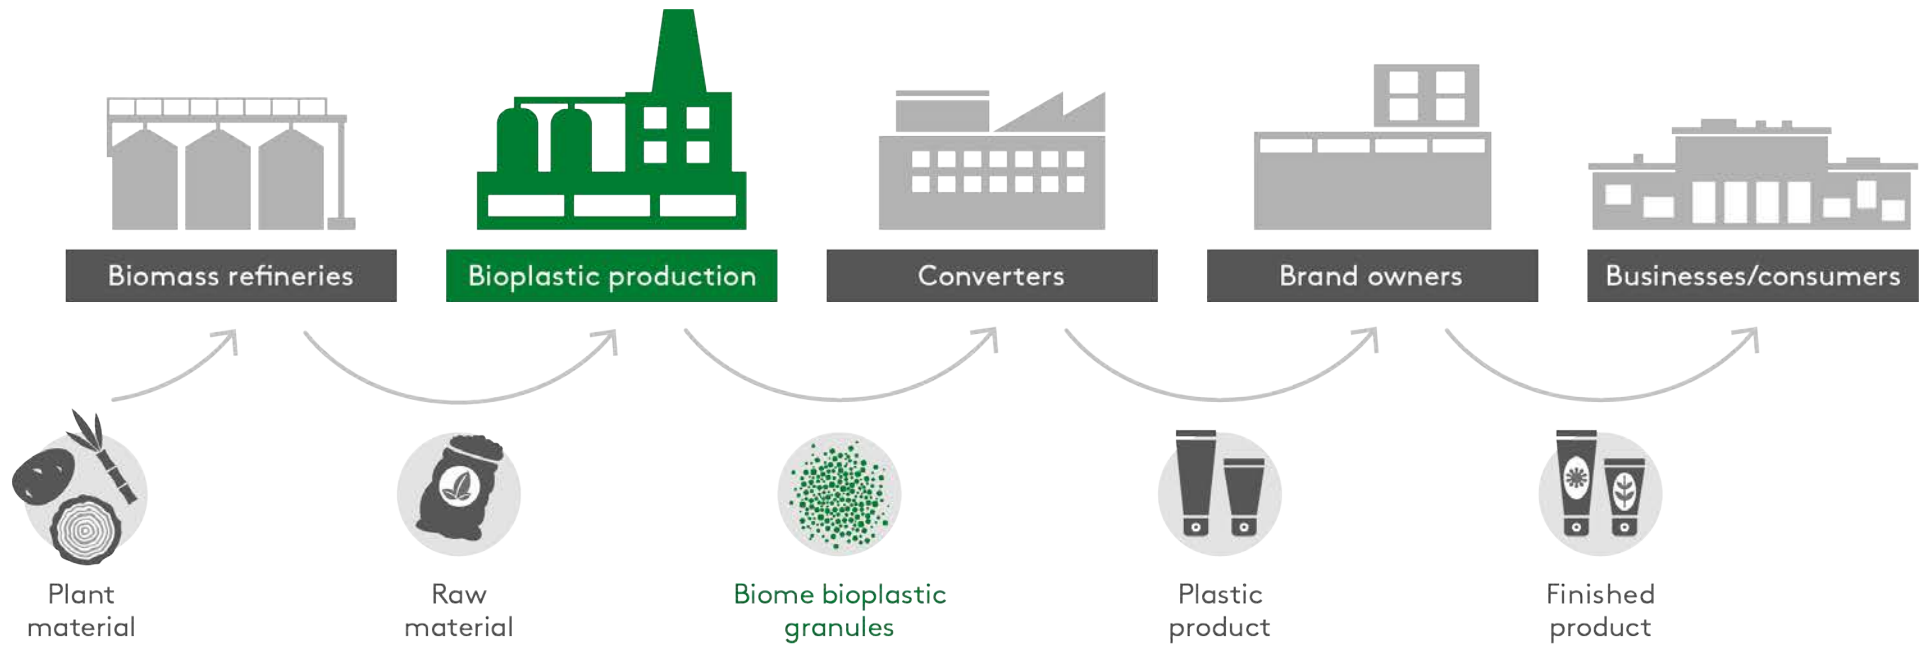 Biomass refineries
Bioplastic production
Converters
Brand owners
Businesses/consumers
Plant
material
Raw
material
Biome bioplastic
granules
Plastic
product
Finished
product